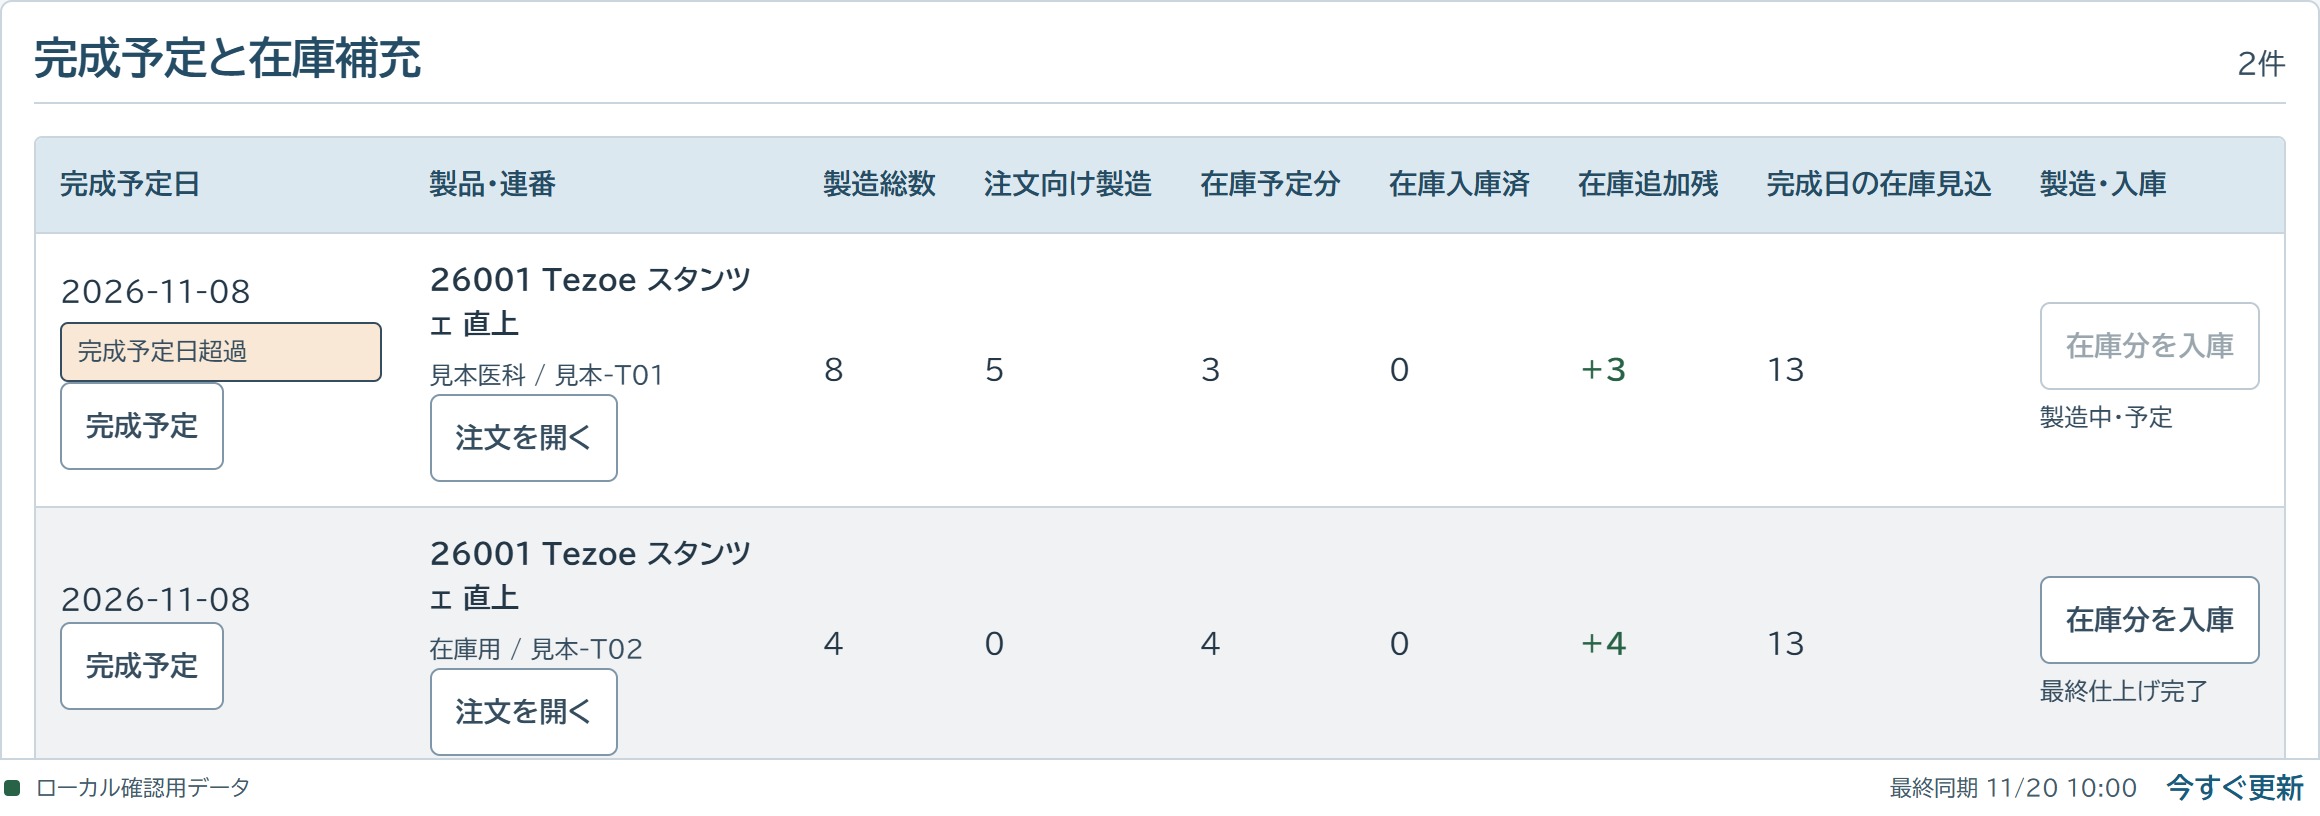 完成予定と在庫補充
2件
完成予定日 製品・連番 製造総数 注文向け製造 在庫予定分 在庫入庫済 在庫追加残 完成日の在庫見込 製造・入庫
2026-11-08
完成予定日超過
完成予定
26001 Tezoe スタンツ
ェ 直上
見本医科 / 見本-T01
注文を開く
8 5 3 0 +3 13
在庫分を入庫
製造中・予定
2026-11-08
完成予定
26001 Tezoe スタンツ
ェ 直上
在庫用 / 見本-T02
注文を開く
4 0 4 0 +4 13
在庫分を入庫
最終仕上げ完了
ローカル確認用データ
最終同期 11/20 10:00 今すぐ更新